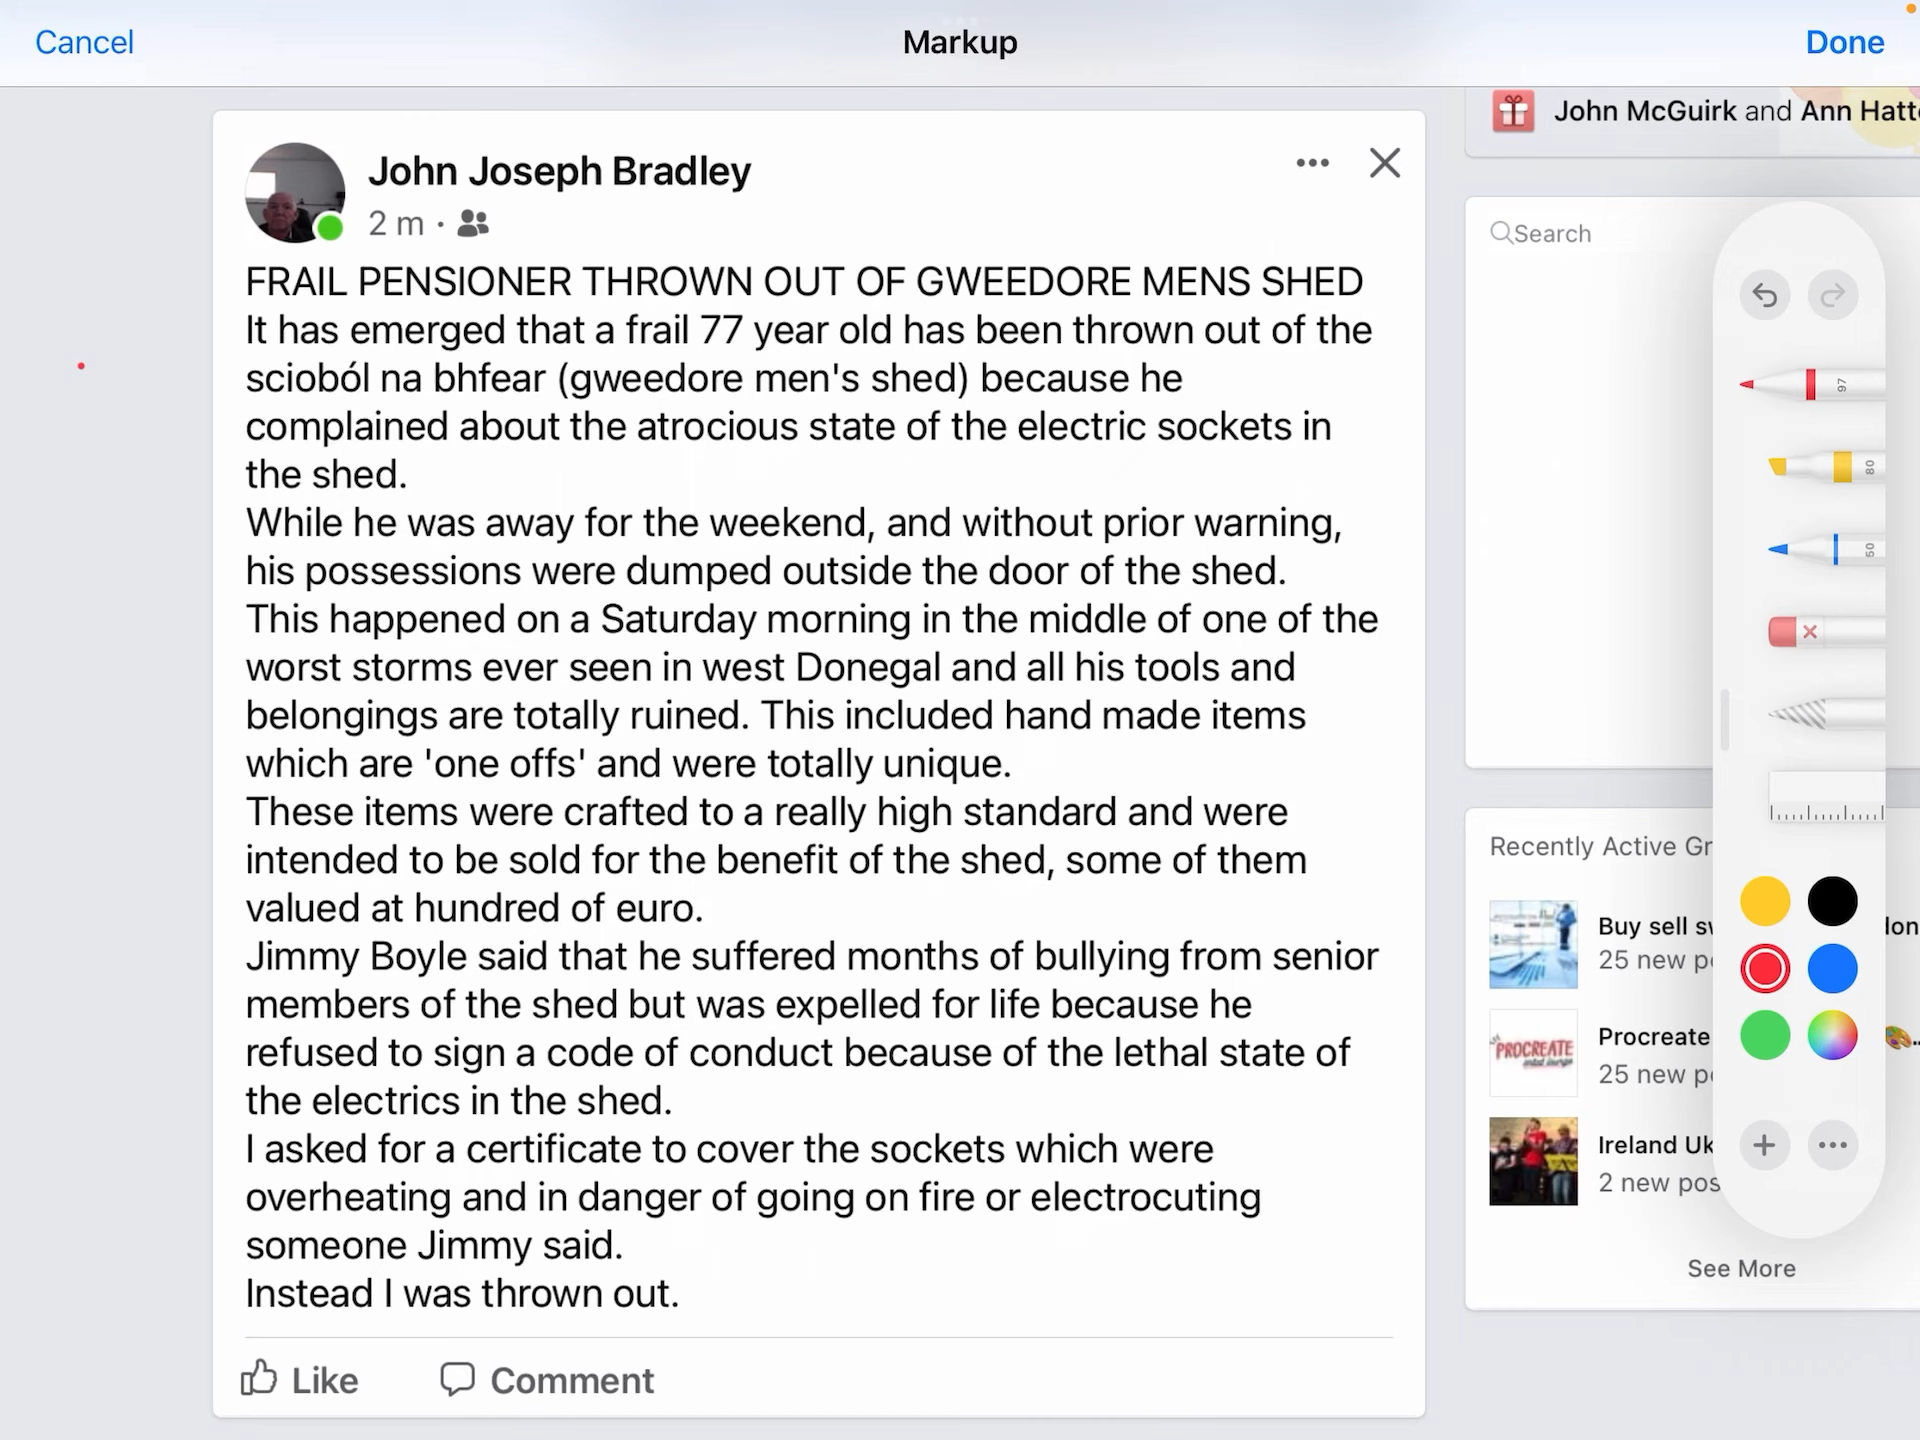 Cancel
Markup
Done
John McGuirk and Ann Hatt
John Joseph Bradley
2 m ·
FRAIL PENSIONER THROWN OUT OF GWEEDORE MENS SHED
It has emerged that a frail 77 year old has been thrown out of the
scioból na bhfear (gweedore men's shed) because he
complained about the atrocious state of the electric sockets in
the shed.
While he was away for the weekend, and without prior warning,
his possessions were dumped outside the door of the shed.
This happened on a Saturday morning in the middle of one of the
worst storms ever seen in west Donegal and all his tools and
belongings are totally ruined. This included hand made items
which are 'one offs' and were totally unique.
These items were crafted to a really high standard and were
intended to be sold for the benefit of the shed, some of them
valued at hundred of euro.
Jimmy Boyle said that he suffered months of bullying from senior
members of the shed but was expelled for life because he
refused to sign a code of conduct because of the lethal state of
the electrics in the shed.
I asked for a certificate to cover the sockets which were
overheating and in danger of going on fire or electrocuting
someone Jimmy said.
Instead I was thrown out.
Like
Comment
Search
97
80
50
Recently Active Gr
Buy sell
25 new
PROCREATE
Procreate
25 new
Ireland Uk
2 new pos
See More